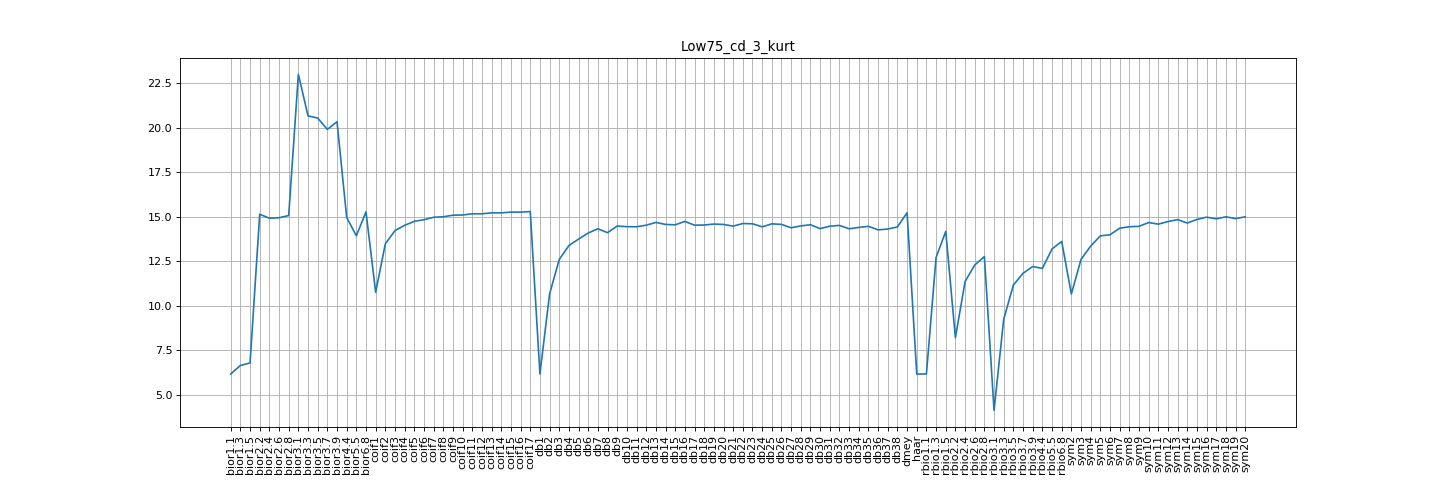 Low75_cd_3_kurt
22.5
20.0
17.5
15.0
12.5
10.0
7.5
5.0
bior1.1
bior1.3
bior1.5
bior2.2
bior2.4
bior2.6
bior2.8
bior3.1
bior3.3
bior3.5
bior3.7
bior3.9
bior4.4
bior5.5
bior6.8
coif1
coif2
coif3
coif4
coif5
coif6
coif7
coif8
coif9
coif10
coif11
coif12
coif13
coif14
coif15
coif16
coif17
db1
db2
db3
db4
db5
db6
db7
db8
db9
db10
db11
db12
db13
db14
db15
db16
db17
db18
db19
db20
db21
db22
db23
db24
db25
db26
db27
db28
db29
db30
db31
db32
db33
db34
db35
db36
db37
db38
dmey
haar
rbio1.1
rbio1.3
rbio1.5
rbio2.2
rbio2.4
rbio2.6
rbio2.8
rbio3.1
rbio3.3
rbio3.5
rbio3.7
rbio3.9
rbio4.4
rbio5.5
rbio6.8
sym2
sym3
sym4
sym5
sym6
sym7
sym8
sym9
sym10
sym11
sym12
sym13
sym14
sym15
sym16
sym17
sym18
sym19
sym20